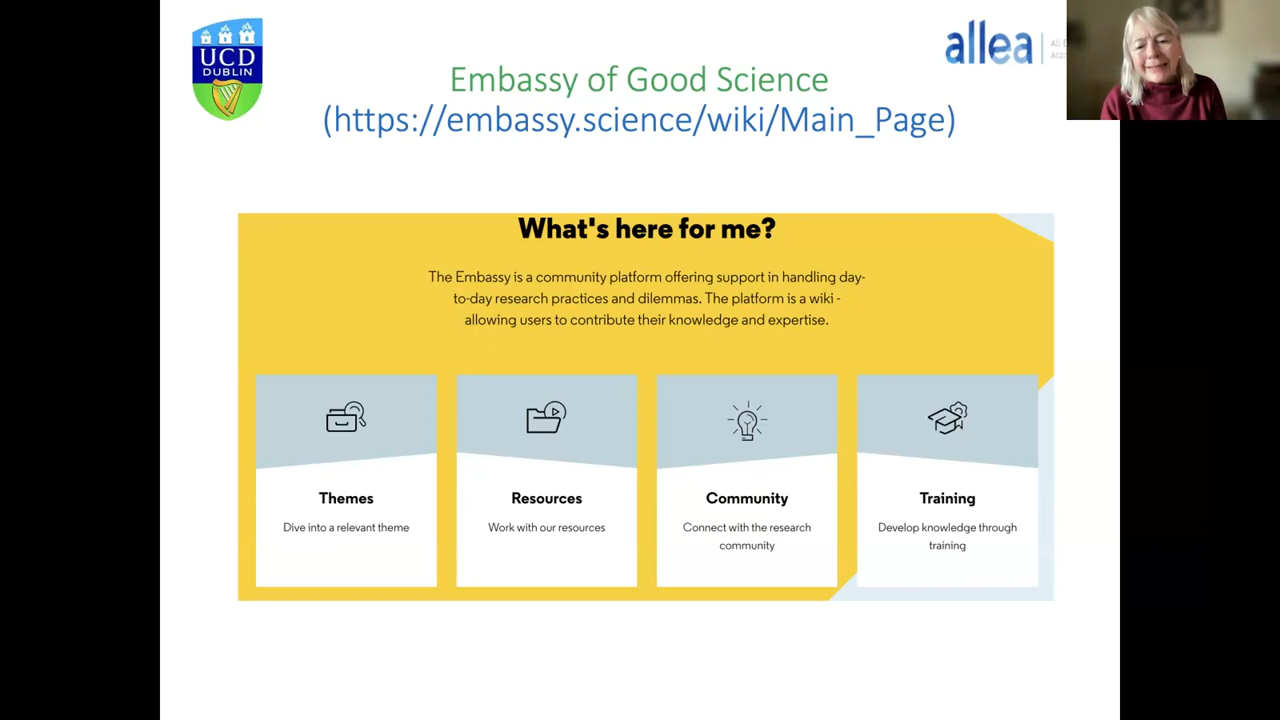 UCD
DUBLIN
allea
Embassy of Good Science
(https://embassy.science/wiki/Main_Page)
What's here for me?
The Embassy is a community platform offering support in handling day-
to-day research practices and dilemmas. The platform is a wiki -
allowing users to contribute their knowledge and expertise.
Themes
Dive into a relevant theme
Resources
Work with our resources
Community
Connect with the research
community
Training
Develop knowledge through
training